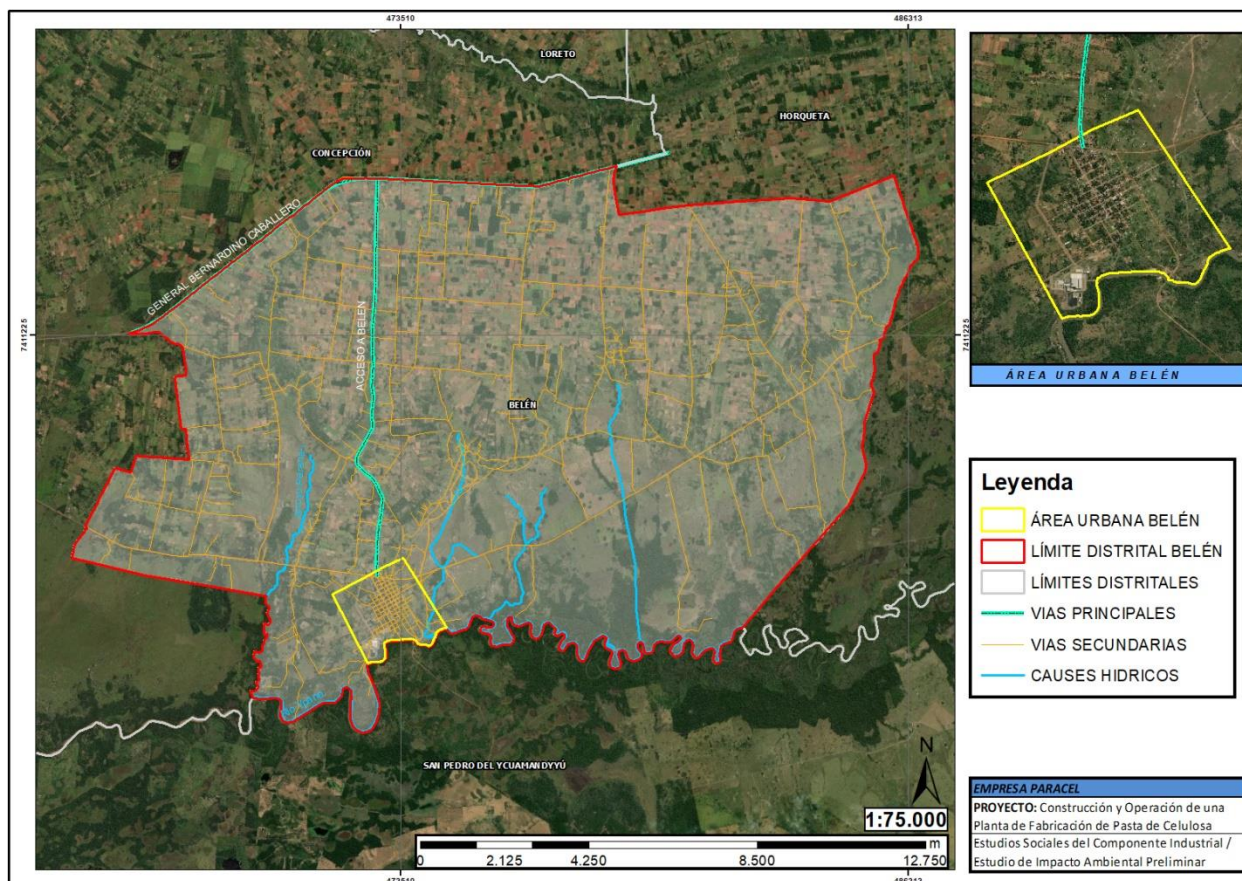 473510
486313
LORETO
HORQUETA
CONCEPCIÓN
GENERAL BERNARDINO CABALLERO
ACCESO A BELEN
7411225
7411225
BELÉN
SAN PEDRO DEL YCUAMANDYYÚ
N
1:75.000
m
0 2.125 4.250 8.500 12.750
473510
486313
ÁREA URBANA BELÉN
Leyenda
ÁREA URBANA BELÉN
LÍMITE DISTRITAL BELÉN
LÍMITES DISTRITALES
VIAS PRINCIPALES
VIAS SECUNDARIAS
CAUSES HIDRICOS
EMPRESA PARACEL
PROYECTO: Construcción y Operación de una
Planta de Fabricación de Pasta de Celulosa
Estudios Sociales del Componente Industrial /
Estudio de Impacto Ambiental Preliminar